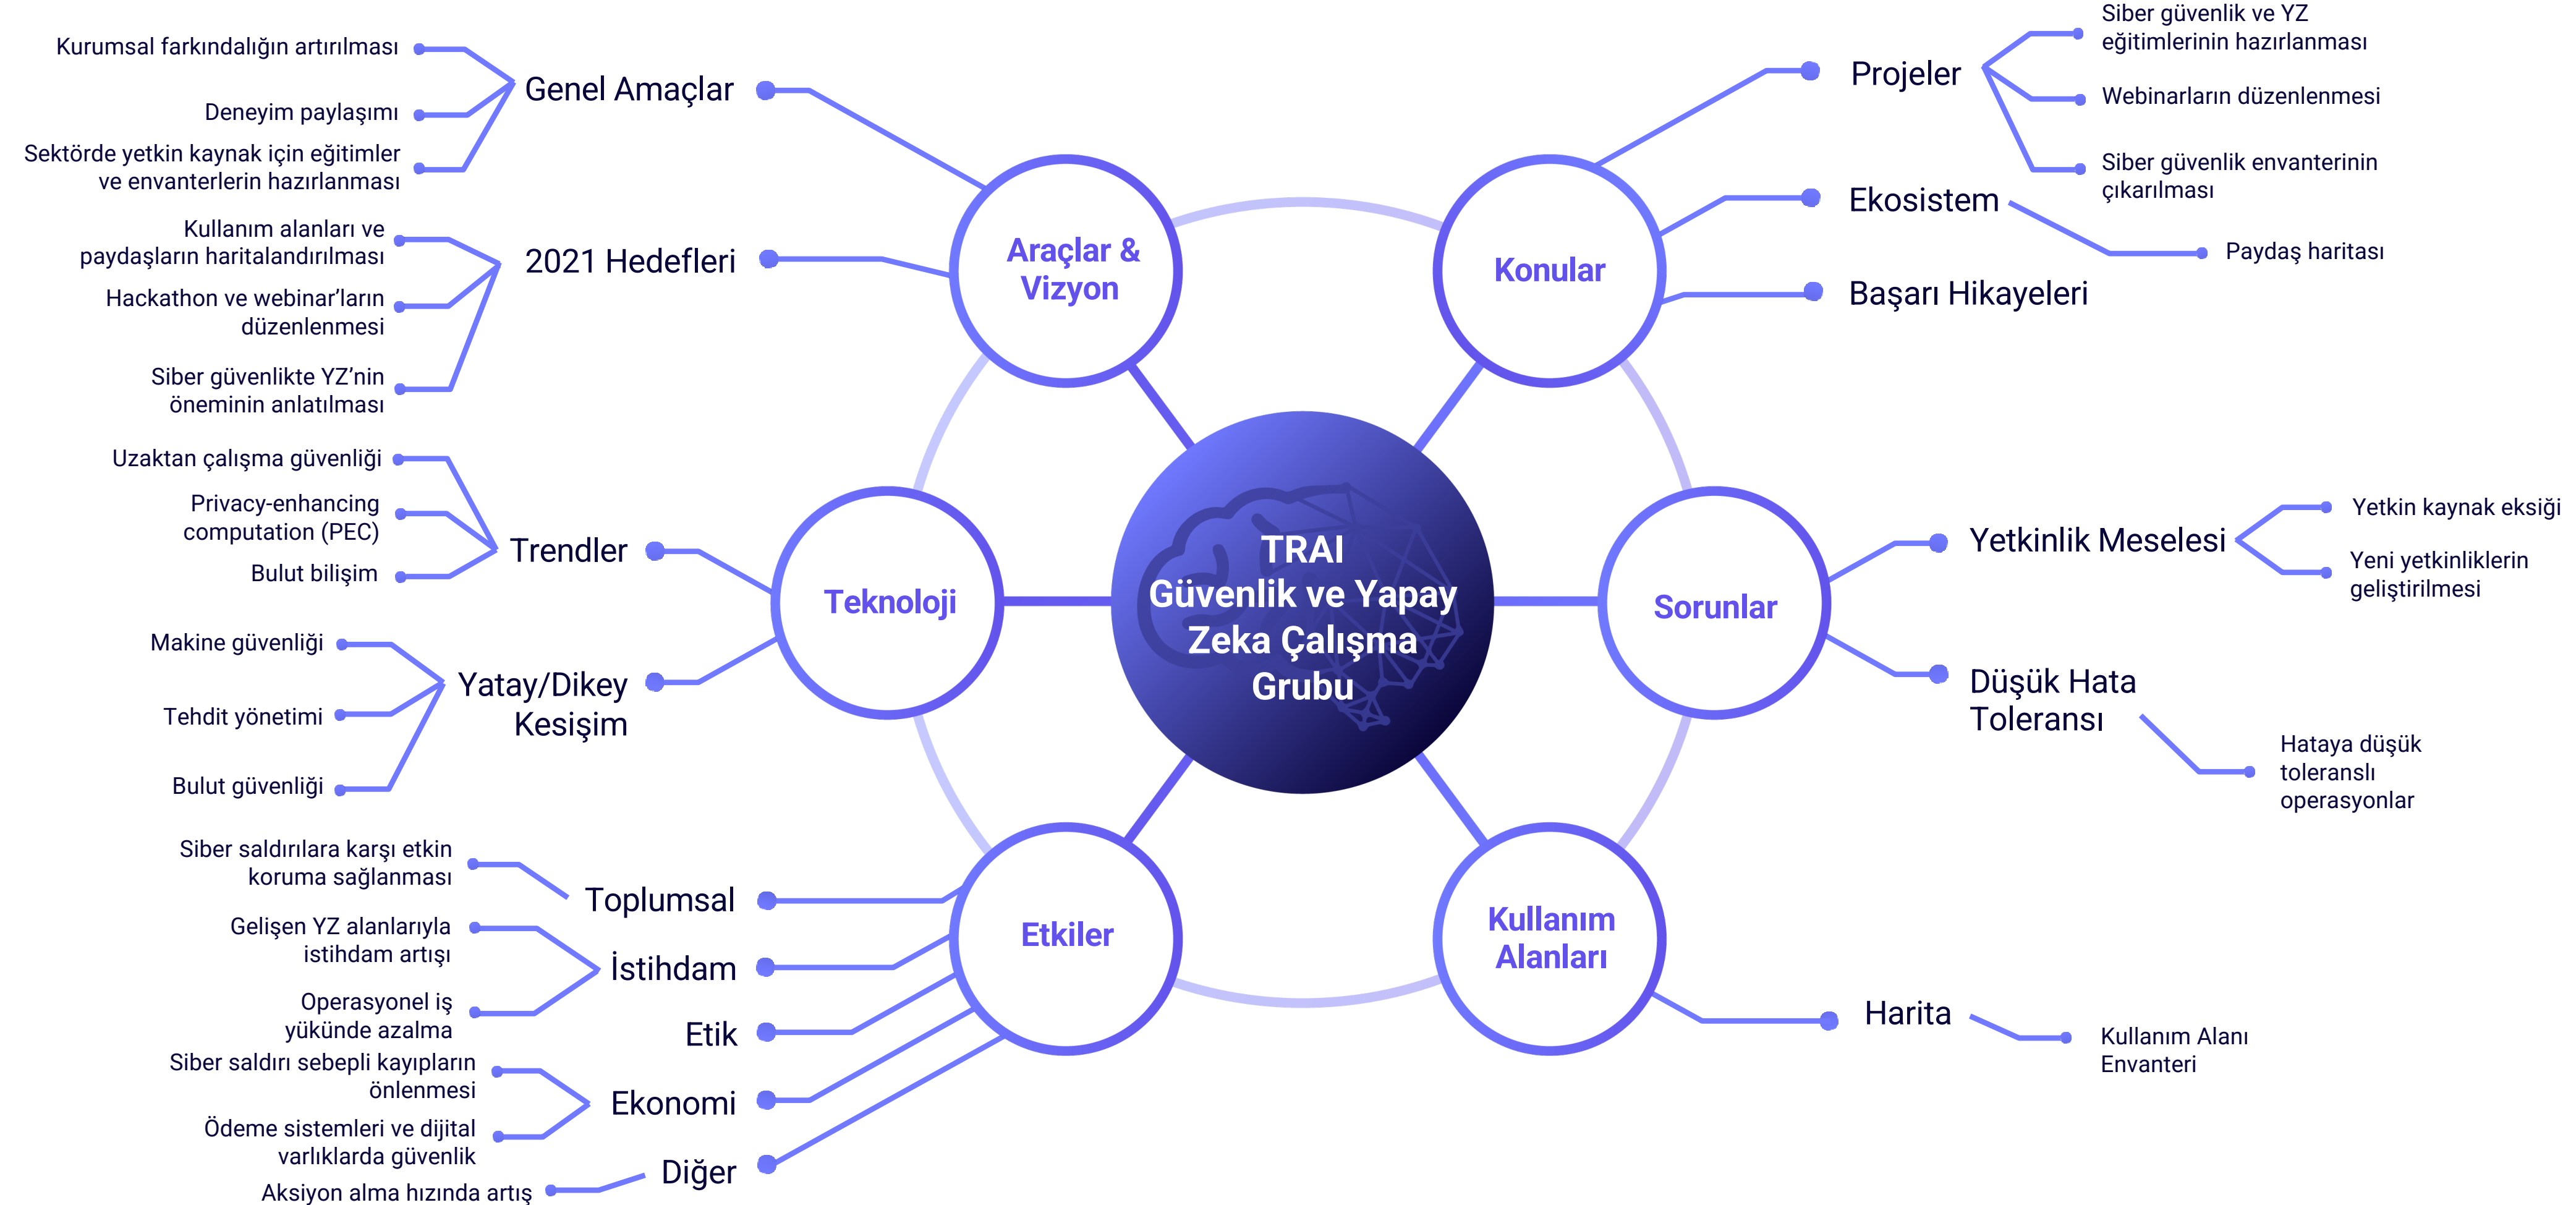 Kurumsal farkındalığın artırılması
Deneyim paylaşımı
Sektörde yetkin kaynak için eğitimler
ve envanterlerin hazırlanması
Genel Amaçlar
Kullanım alanları ve
paydaşların haritalandırılması
Hackathon ve webinar’ların
düzenlenmesi
Siber güvenlikte YZ’nin
öneminin anlatılması
2021 Hedefleri
Araçlar &
Vizyon
Uzaktan çalışma güvenliği
Privacy-enhancing
computation (PEC)
Bulut bilişim
Trendler
Makine güvenliği
Tehdit yönetimi
Bulut güvenliği
Yatay/Dikey
Kesişim
Teknoloji
Siber saldırılara karşı etkin
koruma sağlanması
Toplumsal
Gelişen YZ alanlarıyla
istihdam artışı
Operasyonel iş
yükünde azalma
İstihdam
Etik
Siber saldırı sebepli kayıpların
önlenmesi
Ödeme sistemleri ve dijital
varlıklarda güvenlik
Ekonomi
Aksiyon alma hızında artış
Diğer
Etkiler
TRAI
Güvenlik ve Yapay
Zeka Çalışma
Grubu
Konular
Projeler
Siber güvenlik ve YZ
eğitimlerinin hazırlanması
Webinarların düzenlenmesi
Siber güvenlik envanterinin
çıkarılması
Ekosistem
Paydaş haritası
Başarı Hikayeleri
Sorunlar
Yetkinlik Meselesi
Yetkin kaynak eksiği
Yeni yetkinliklerin
geliştirilmesi
Düşük Hata
Toleransı
Hataya düşük
toleranslı
operasyonlar
Kullanım
Alanları
Harita
Kullanım Alanı
Envanteri